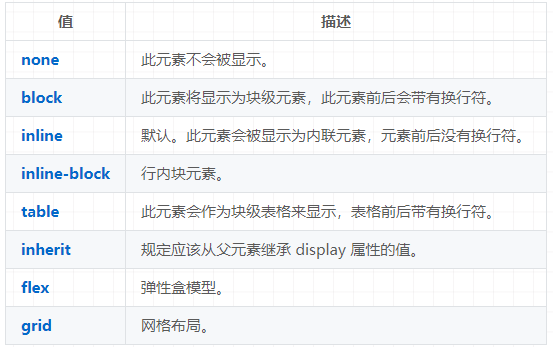 值 描述
none 此元素不会被显示。
block 此元素将显示为块级元素，此元素前后会带有换行符。
inline 默认。此元素会被显示为内联元素，元素前后没有换行符。
inline-block 行内块元素。
table 此元素会作为块级表格来显示，表格前后带有换行符。
inherit 规定应该从父元素继承 display 属性的值。
flex 弹性盒模型。
grid 网格布局。